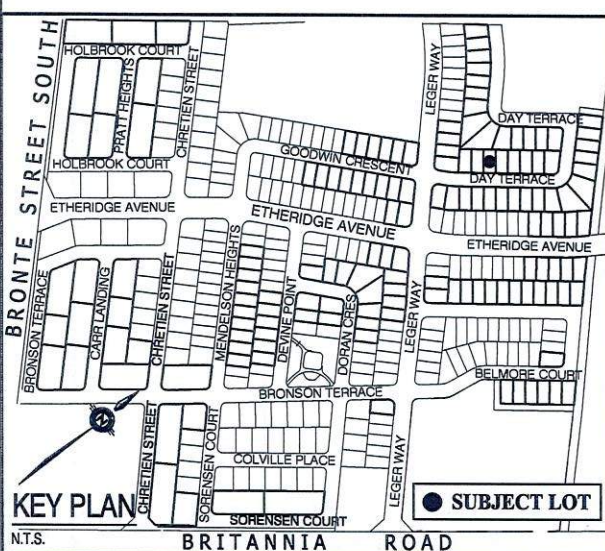 BRONTE STREET SOUTH
HOLBROOK COURT
PRATT HEIGHTS
CHRETIEN STREET
LEGER WAY
DAY TERRACE
GOODWIN CRESCENT
HOLBROOK COURT
DAY TERRACE
ETHERIDGE AVENUE
ETHERIDGE AVENUE
ETHERIDGE AVENUE
BRONSON TERRACE
CARR LANDING
CHRETIEN STREET
MENDELSON HEIGHTS
DEVINE POINT
DORAN CRES
LEGER WAY
BELMORE COURT
BRONSON TERRACE
N
CHRETIEN STREET
SORENSEN COURT
COLVILLE PLACE
LEGER WAY
KEY PLAN
SUBJECT LOT
SORENSEN COURT
N.T.S.
BRITANNIA ROAD